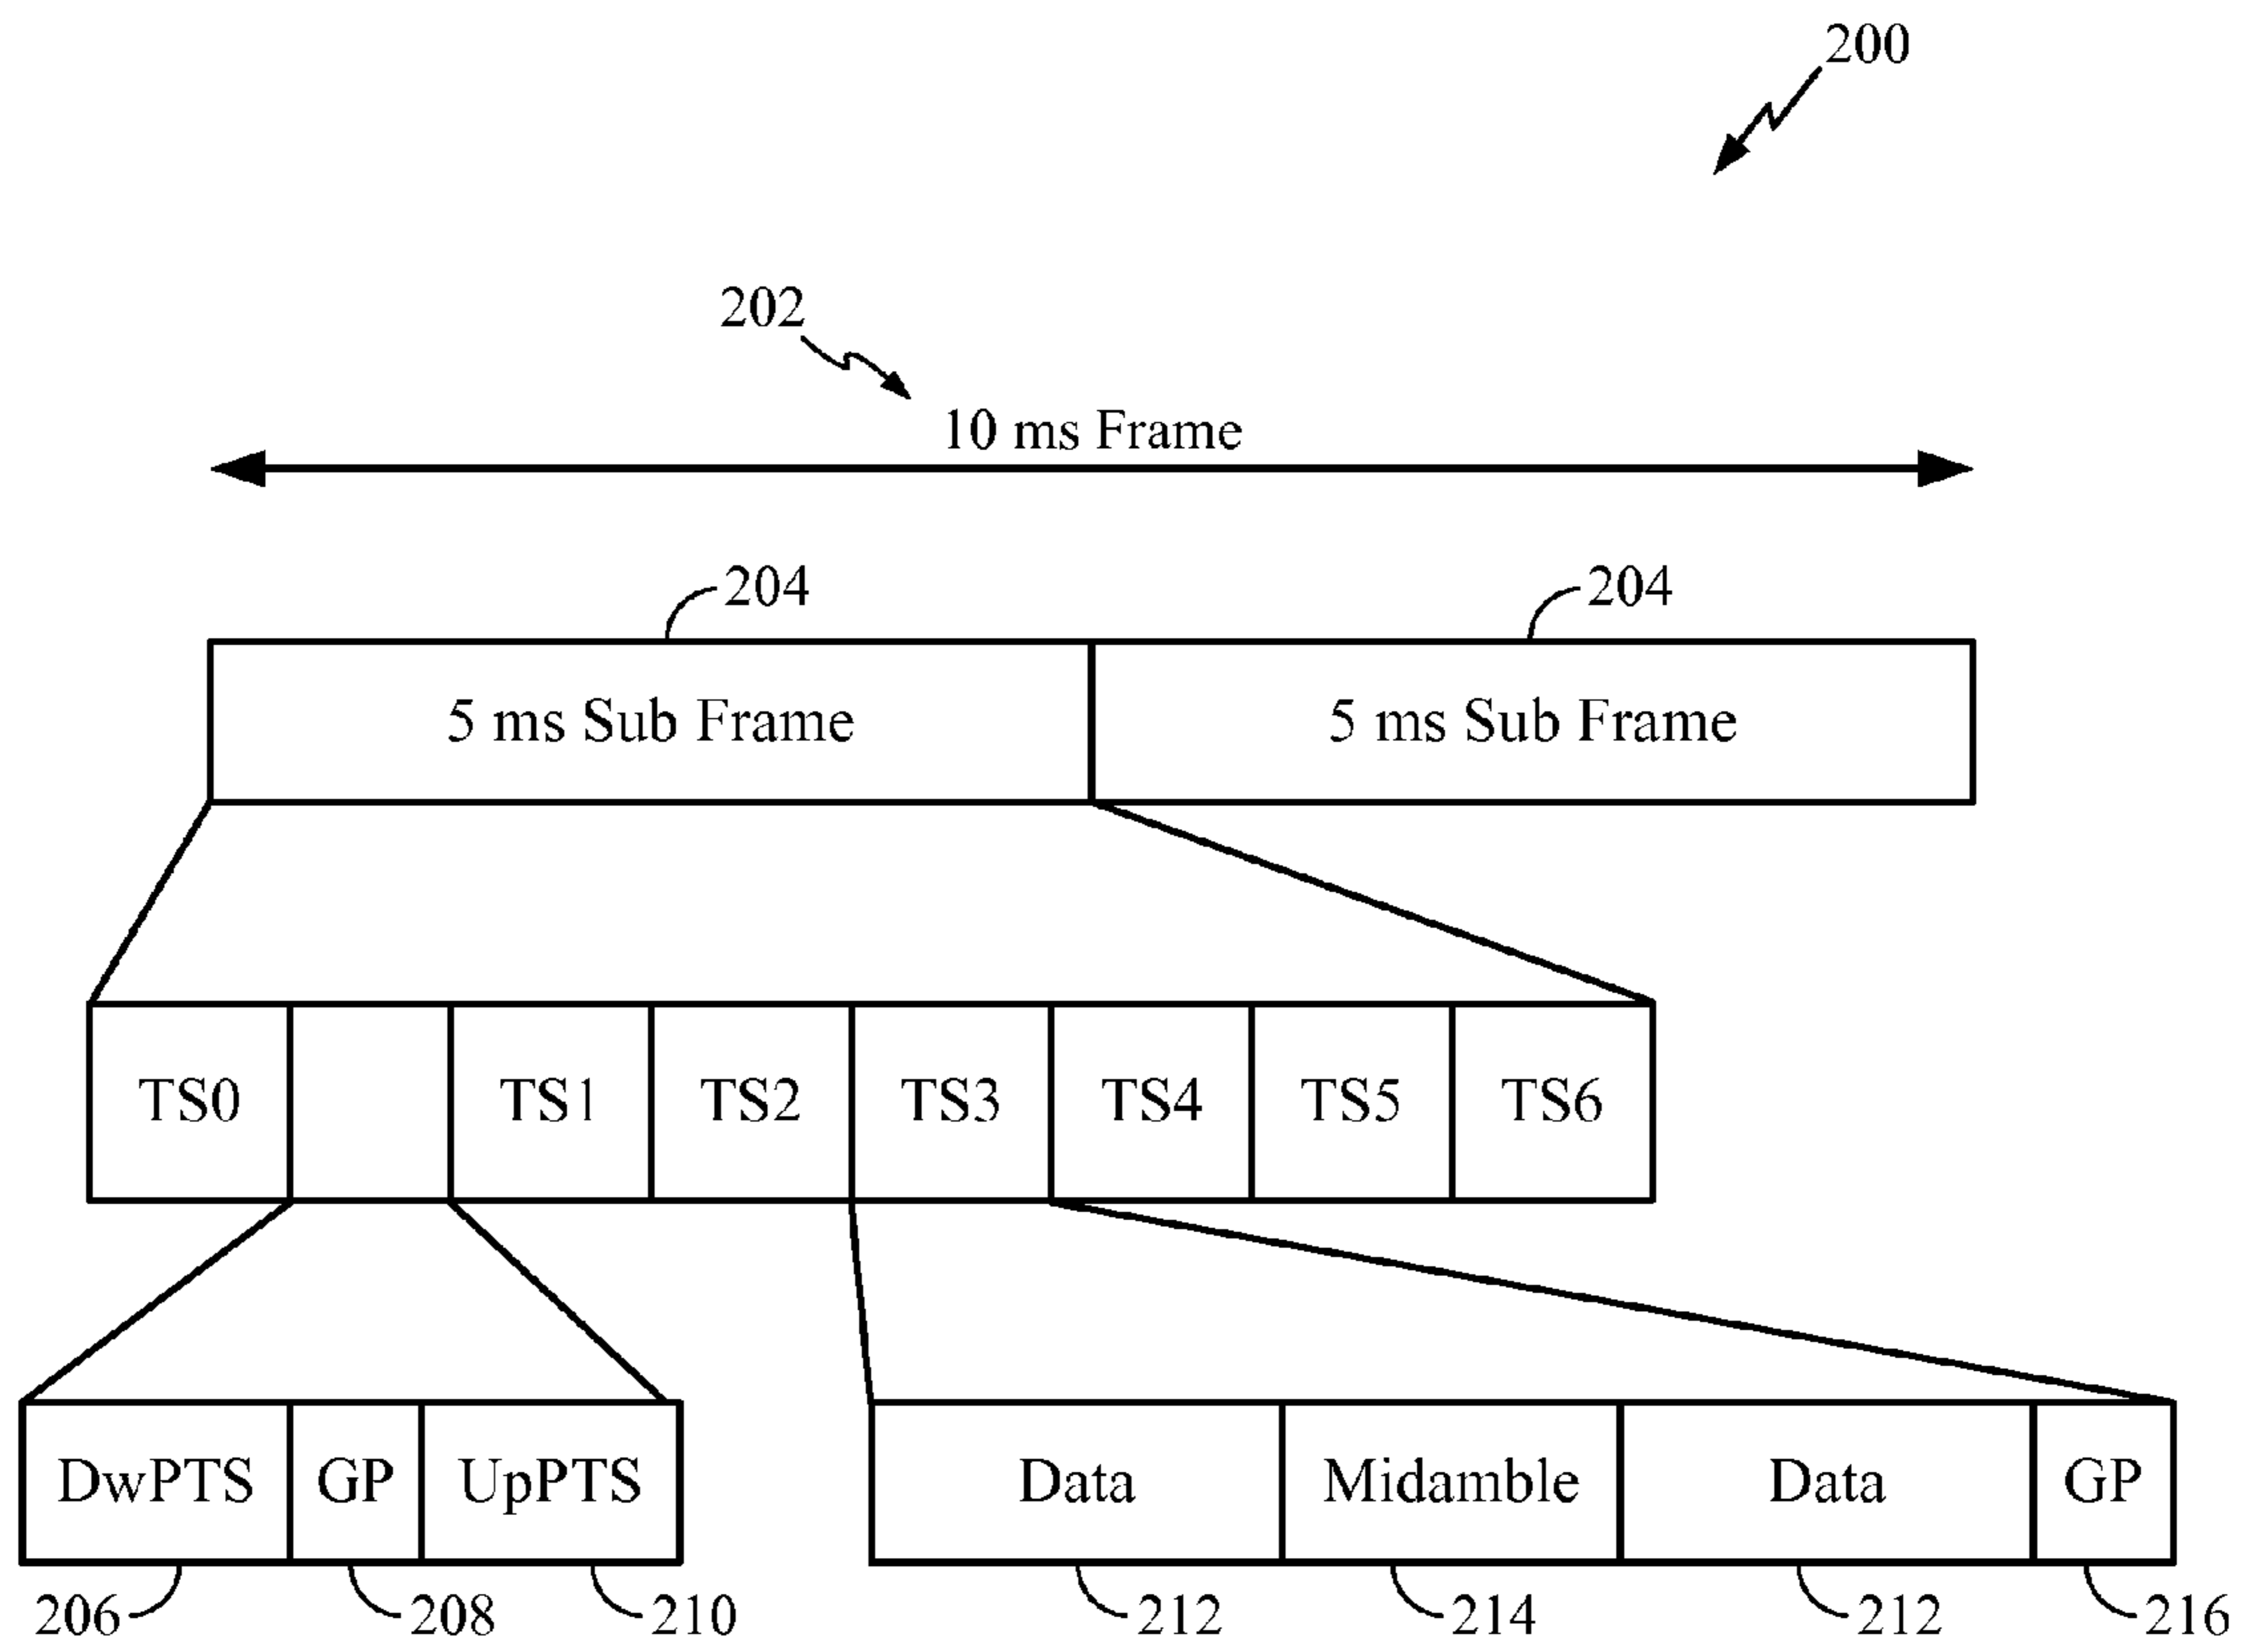 200
202
10 ms Frame
204 204
5 ms Sub Frame 5 ms Sub Frame
TS0 TS1 TS2 TS3 TS4 TS5 TS6
DwPTS GP UpPTS Data Midamble Data GP
206 208 210 212 214 212 216